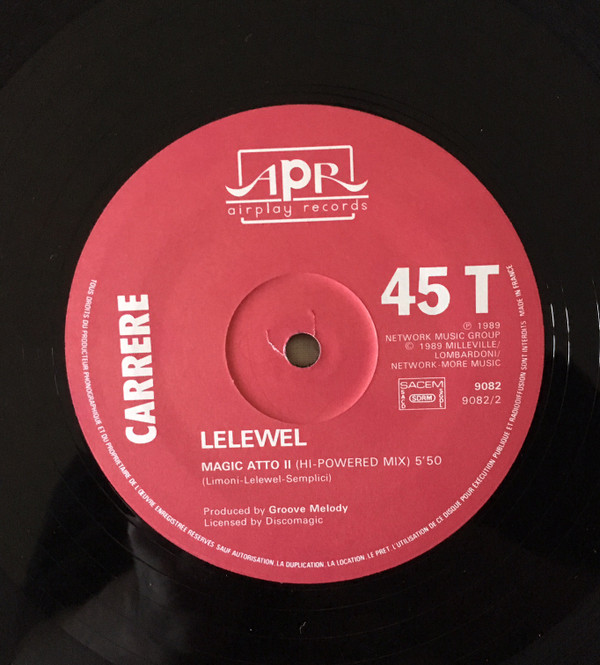 APR
airplay records
45 T
CARRERE
℗ 1989
NETWORK MUSIC GROUP
© 1989 MILLEVILLE/
LOMBARDONI/
NETWORK-MORE MUSIC
SACEM
SACD
SDRM
SGDL
9082
9082/2
LELEWEL
MAGIC ATTO II (HI-POWERED MIX) 5'50
(Limoni-Lelewel-Semplici)
Produced by Groove Melody
Licensed by Discomagic
TOUS DROITS DU PRODUCTEUR PHONOGRAPHIQUE ET DU PROPRIETAIRE DE L'ŒUVRE ENREGISTREE RESERVES. SAUF AUTORISATION, LA DUPLICATION, LA LOCATION, LE PRET, L'UTILISATION DE CE DISQUE POUR EXECUTION PUBLIQUE ET RADIODIFFUSION SONT INTERDITS. MADE IN FRANCE